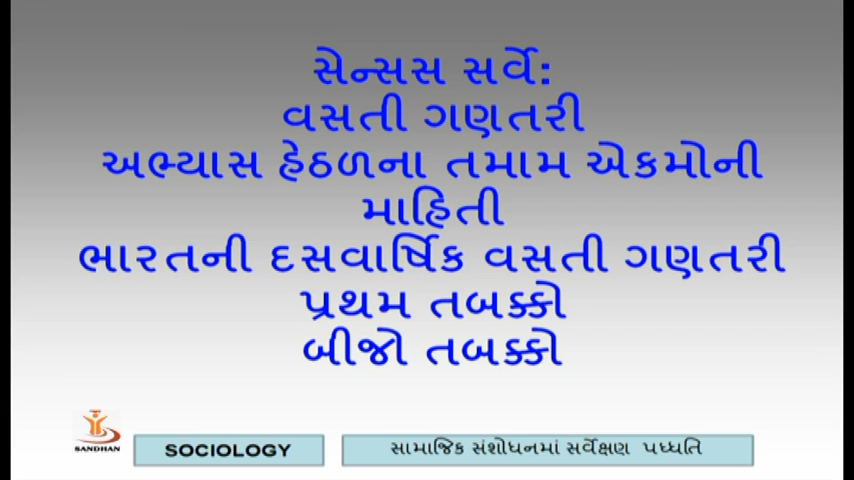 સેન્સસ સર્વે:
વસતી ગણતરી
અભ્યાસ હેઠળના તમામ એકમોની
માહિતી
ભારતની દસવાર્ષિક વસતી ગણતરી
પ્રથમ તબક્કો
બીજો તબક્કો
SANDHAN
SOCIOLOGY
સામાજિક સંશોધનમાં સર્વેક્ષણ પધ્ધતિ